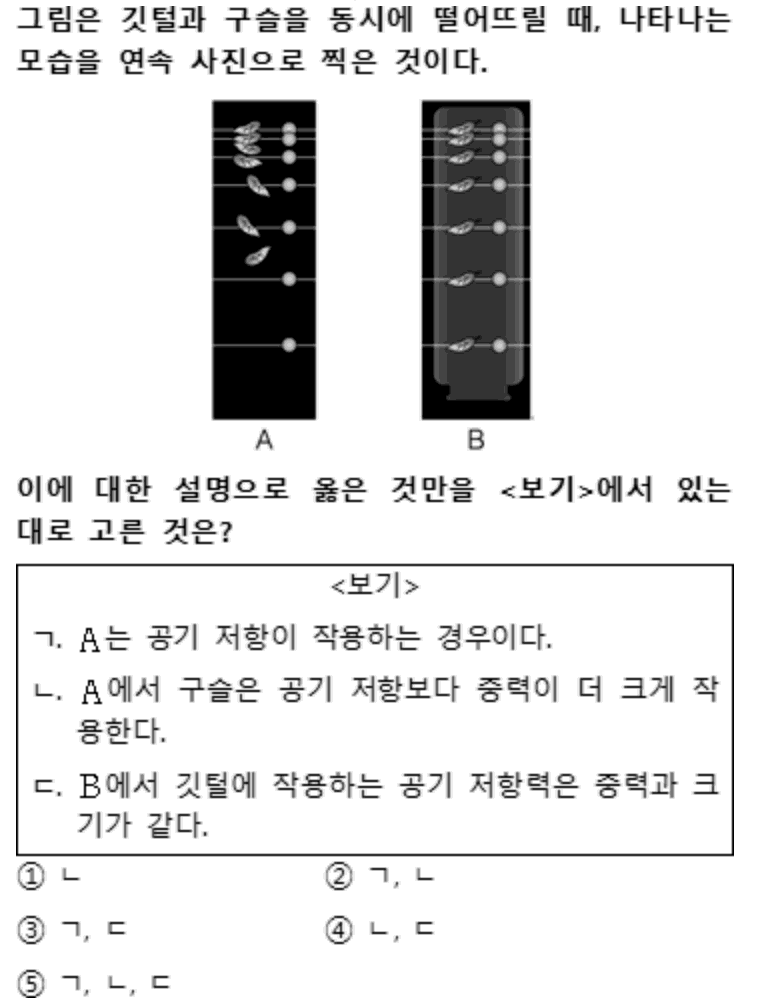 그림은 깃털과 구슬을 동시에 떨어뜨릴 때, 나타나는
모습을 연속 사진으로 찍은 것이다.
A
B
이에 대한 설명으로 옳은 것만을 <보기>에서 있는
대로 고른 것은?
<보기>
ㄱ. A는 공기 저항이 작용하는 경우이다.
ㄴ. A에서 구슬은 공기 저항보다 중력이 더 크게 작
용한다.
ㄷ. B에서 깃털에 작용하는 공기 저항력은 중력과 크
기가 같다.
① ㄴ ② ㄱ, ㄴ
③ ㄱ, ㄷ ④ ㄴ, ㄷ
⑤ ㄱ, ㄴ, ㄷ